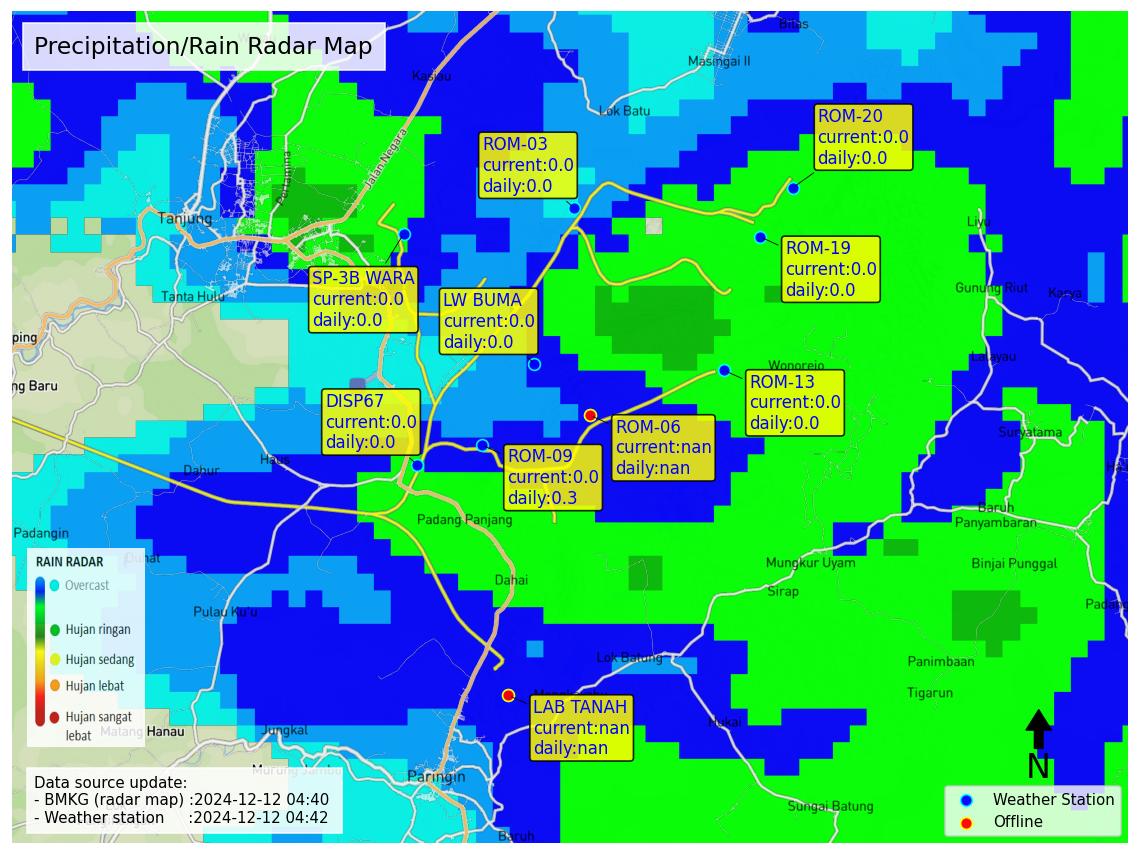 Precipitation/Rain Radar Map
Bilas
Masingai II
Kasiau
Lok Batu
Jalan Negara
Pertamina
Tanjung
Tanta Hulu
ROM-03
current:0.0
daily:0.0
ROM-20
current:0.0
daily:0.0
ROM-19
current:0.0
daily:0.0
SP-3B WARA
current:0.0
daily:0.0
LW BUMA
current:0.0
daily:0.0
Liyu
Gunung Riut
Karya
Lalayau
Wonorejo
ping
ng Baru
ROM-13
current:0.0
daily:0.0
DISP67
current:0.0
daily:0.0
ROM-06
current:nan
daily:nan
ROM-09
current:0.0
daily:0.3
Suryatama
Haus
Dahur
Padang Panjang
Baruh
Panyambaran
Padangin
Mungkur Uyam
Binjai Punggal
Dahai
Sirap
Padang
Pulau Ku'u
Lok Batung
Panimbaan
Tigarun
LAB TANAH
current:nan
daily:nan
Hukai
Jungkal
Matang Hanau
Murung Jambu
Paringin
Sungai Batung
Baruh
RAIN RADAR
Overcast
Hujan ringan
Hujan sedang
Hujan lebat
Hujan sangat
lebat
Data source update:
- BMKG (radar map) :2024-12-12 04:40
- Weather station :2024-12-12 04:42
N
Weather Station
Offline